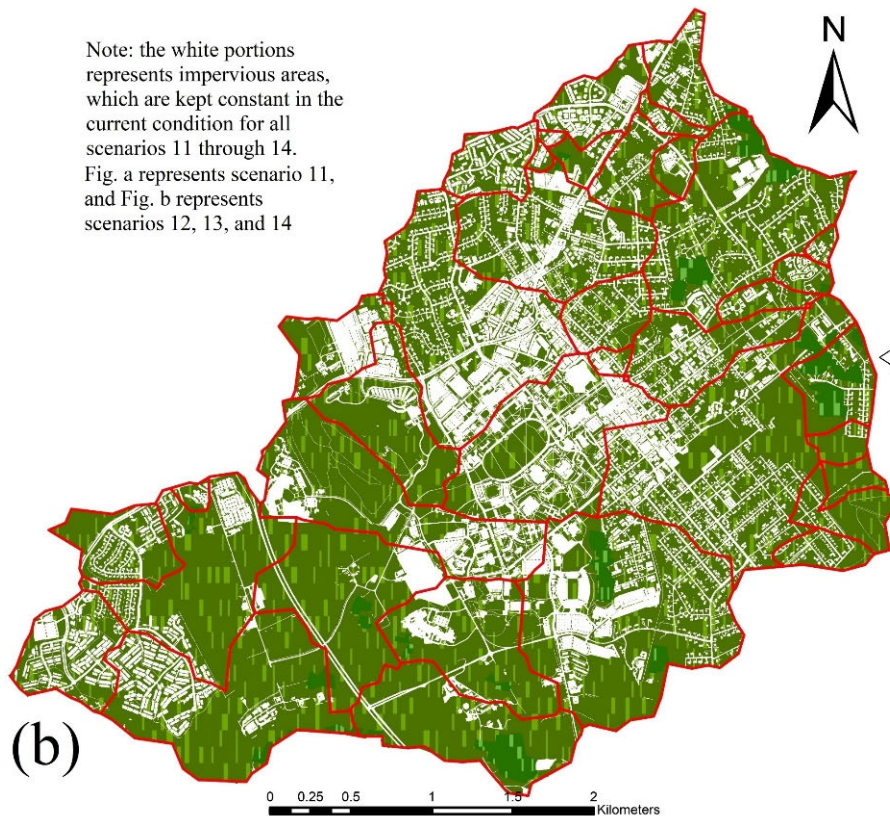 Note: the white portions
represents impervious areas,
which are kept constant in the
current condition for all
scenarios 11 through 14.
Fig. a represents scenario 11,
and Fig. b represents
scenarios 12, 13, and 14
N
(b)
0 0.25 0.5 1 1.5 2
Kilometers